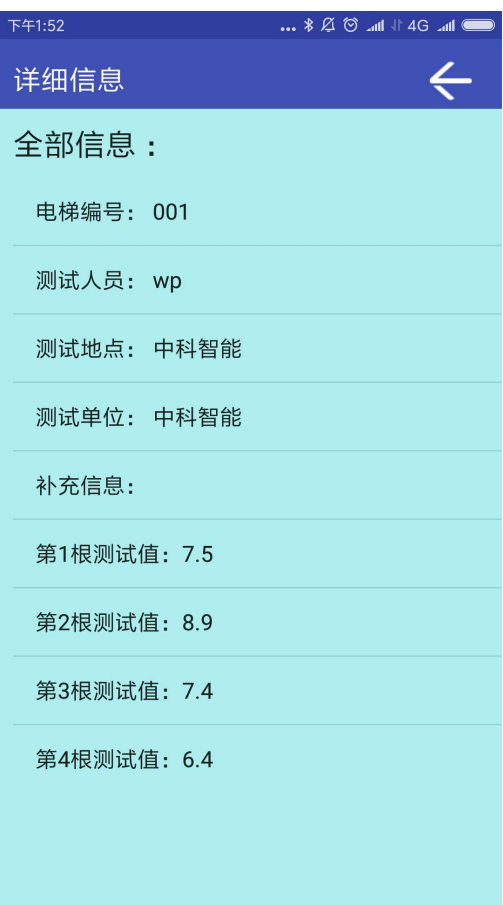 下午1:52 ... 4G
详细信息
全部信息：
电梯编号： 001
测试人员： wp
测试地点： 中科智能
测试单位： 中科智能
补充信息：
第1根测试值：7.5
第2根测试值：8.9
第3根测试值：7.4
第4根测试值：6.4